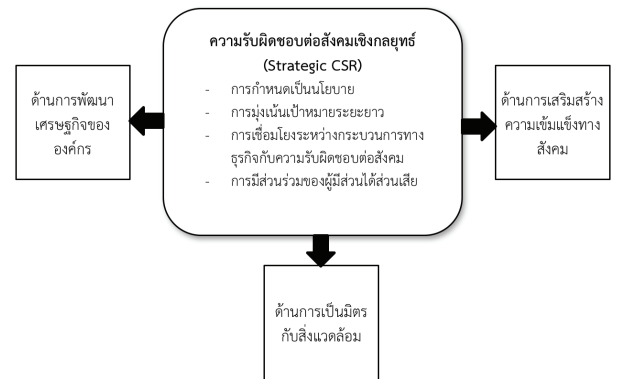 ความรับผิดชอบต่อสังคมเชิงกลยุทธ์
(Strategic CSR)
- การกำหนดเป็นนโยบาย
- การมุ่งเน้นเป้าหมายระยะยาว
- การเชื่อมโยงระหว่างกระบวนการทาง
ธุรกิจกับความรับผิดชอบต่อสังคม
- การมีส่วนร่วมของผู้มีส่วนได้ส่วนเสีย
ด้านการพัฒนา
เศรษฐกิจของ
องค์กร
ด้านการเสริมสร้าง
ความเข้มแข็งทาง
สังคม
ด้านการเป็นมิตร
กับสิ่งแวดล้อม